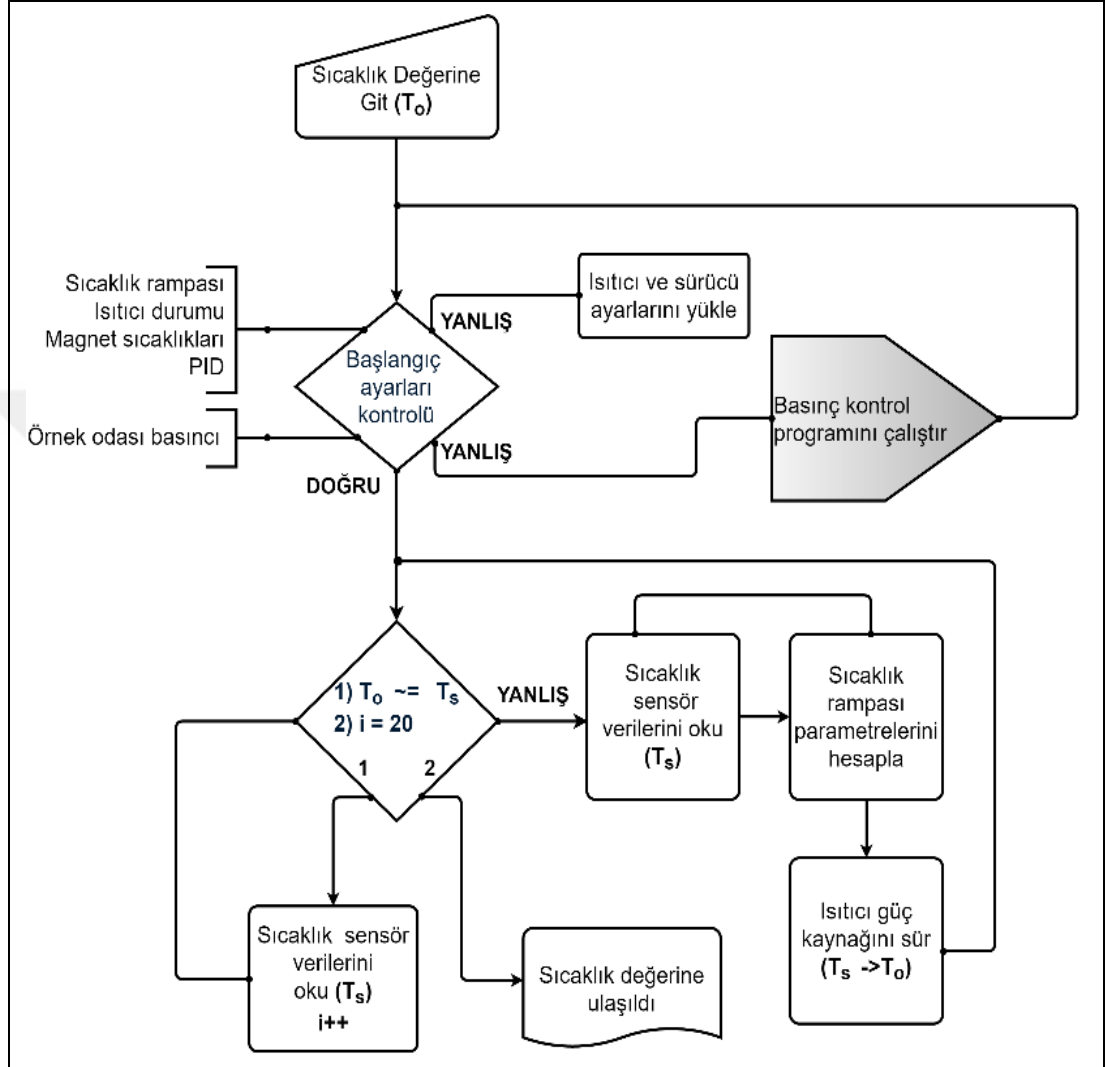 Sıcaklık Değerine
Git (Tₒ)
Sıcaklık rampası
Isıtıcı durumu
Magnet sıcaklıkları
PID
Örnek odası basıncı
Başlangıç
ayarları
kontrolü
YANLIŞ
Isıtıcı ve sürücü
ayarlarını yükle
YANLIŞ
Basınç kontrol
programını çalıştır
DOĞRU
1) Tₒ ~= Tₛ
2) i = 20
1
2
YANLIŞ
Sıcaklık
sensör
verilerini oku
(Tₛ)
Sıcaklık
rampası
parametrelerini
hesapla
Isıtıcı güç
kaynağını sür
(Tₛ ->Tₒ)
Sıcaklık sensör
verilerini
oku (Tₛ)
i++
Sıcaklık değerine
ulaşıldı